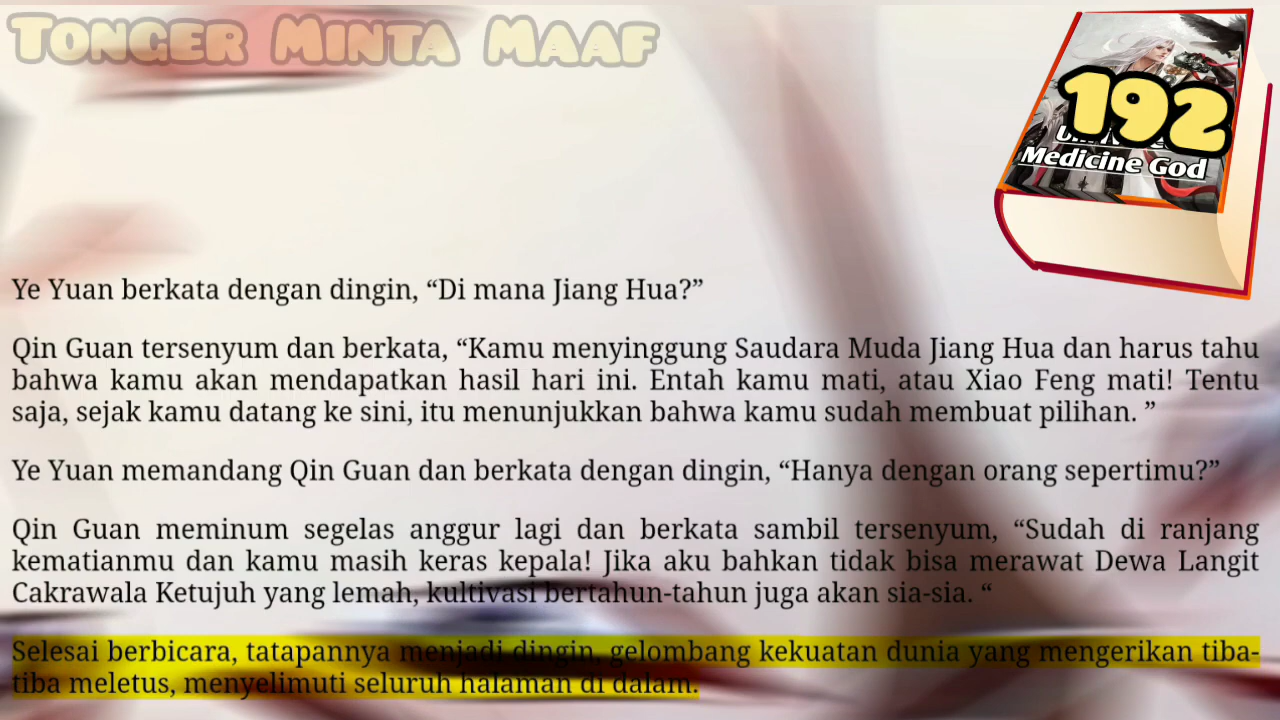 Tonger Minta Maaf
192
Medicine God
Ye Yuan berkata dengan dingin, “Di mana Jiang Hua?”
Qin Guan tersenyum dan berkata, “Kamu menyinggung Saudara Muda Jiang Hua dan harus tahu
bahwa kamu akan mendapatkan hasil hari ini. Entah kamu mati, atau Xiao Feng mati! Tentu
saja, sejak kamu datang ke sini, itu menunjukkan bahwa kamu sudah membuat pilihan. ”
Ye Yuan memandang Qin Guan dan berkata dengan dingin, “Hanya dengan orang sepertimu?”
Qin Guan meminum segelas anggur lagi dan berkata sambil tersenyum, “Sudah di ranjang
kematianmu dan kamu masih keras kepala! Jika aku bahkan tidak bisa merawat Dewa Langit
Cakrawala Ketujuh yang lemah, kultivasi bertahun-tahun juga akan sia-sia. “
Selesai berbicara, tatapannya menjadi dingin, gelombang kekuatan dunia yang mengerikan tiba-
tiba meletus, menyelimuti seluruh halaman di dalam.